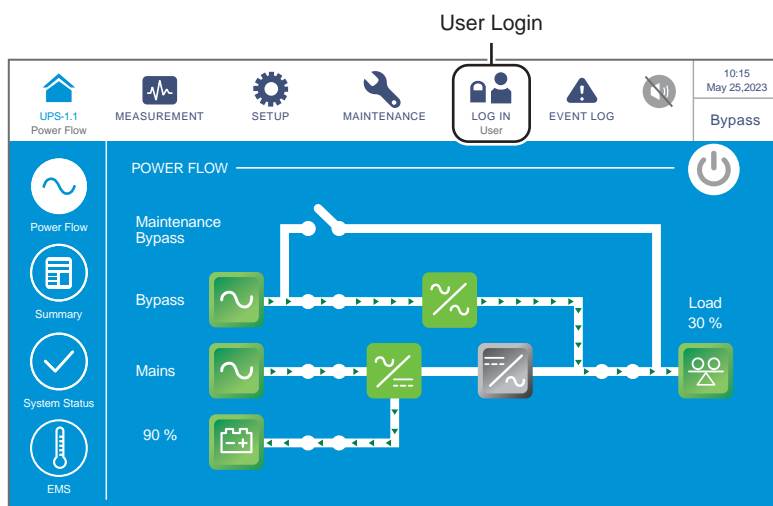 User Login
UPS-1.1
Power Flow
MEASUREMENT
SETUP
MAINTENANCE
LOG IN
User
EVENT LOG
10:15
May 25,2023
Bypass
Power Flow
Summary
System Status
EMS
POWER FLOW
Maintenance
Bypass
Bypass
Mains
90 %
Load
30 %